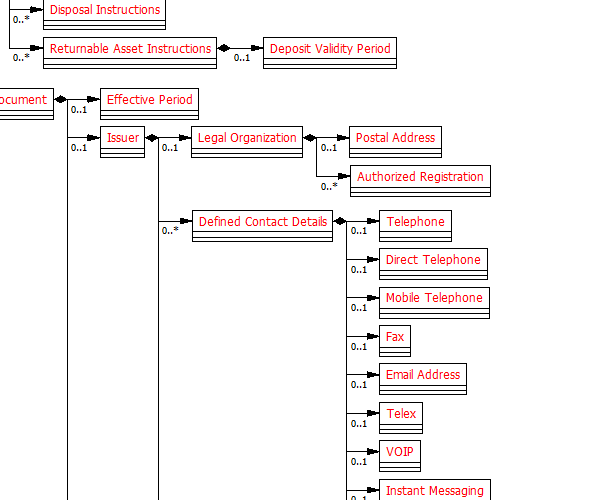 Disposal Instructions
0..*
Returnable Asset Instructions
Deposit Validity Period
0..*
0..1
ocument
Effective Period
0..1
Issuer
Legal Organization
Postal Address
0..1
0..1
0..1
Authorized Registration
0..*
Defined Contact Details
Telephone
0..*
0..1
Direct Telephone
0..1
Mobile Telephone
0..1
Fax
0..1
Email Address
0..1
Telex
0..1
VOIP
0..1
Instant Messaging
0..1